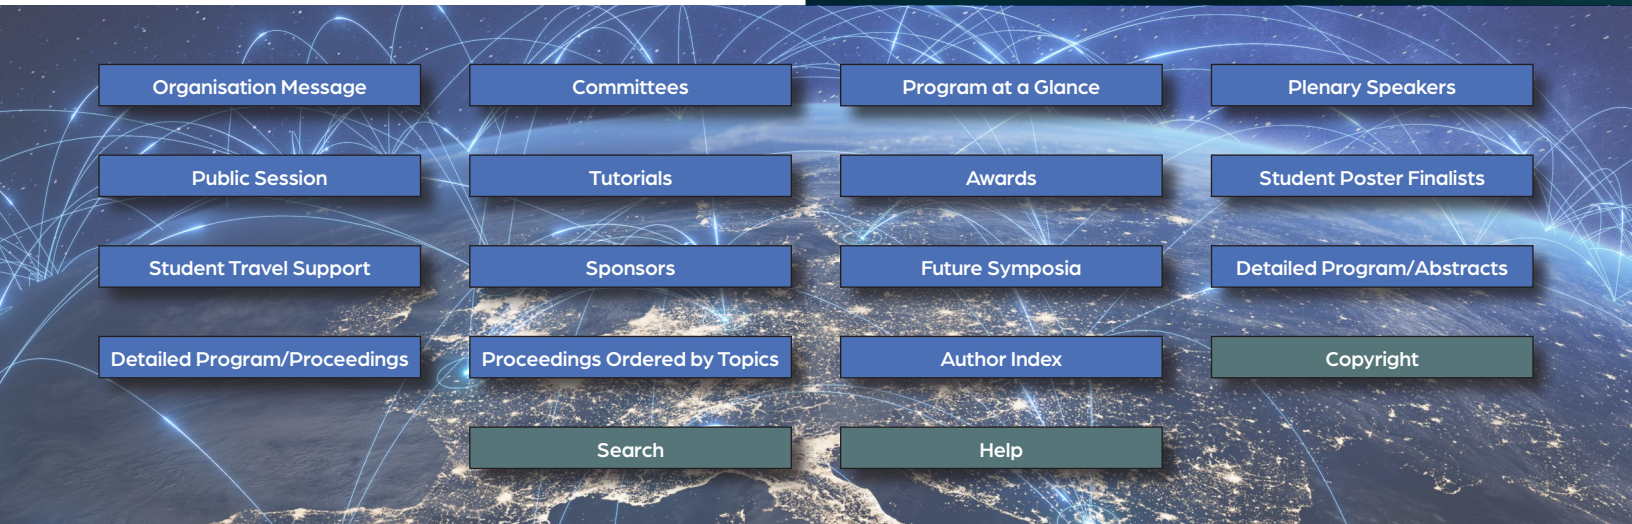 Organisation Message
Committees
Program at a Glance
Plenary Speakers
Public Session
Tutorials
Awards
Student Poster Finalists
Student Travel Support
Sponsors
Future Symposia
Detailed Program/Abstracts
Detailed Program/Proceedings
Proceedings Ordered by Topics
Author Index
Copyright
Search
Help